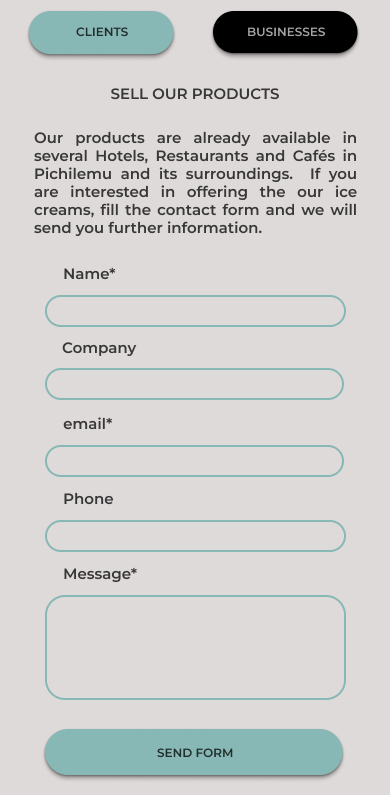 CLIENTS
BUSINESSES
SELL OUR PRODUCTS
Our products are already available in
several Hotels, Restaurants and Cafés in
Pichilemu and its surroundings. If you
are interested in offering the our ice
creams, fill the contact form and we will
send you further information.
Name*
Company
email*
Phone
Message*
SEND FORM